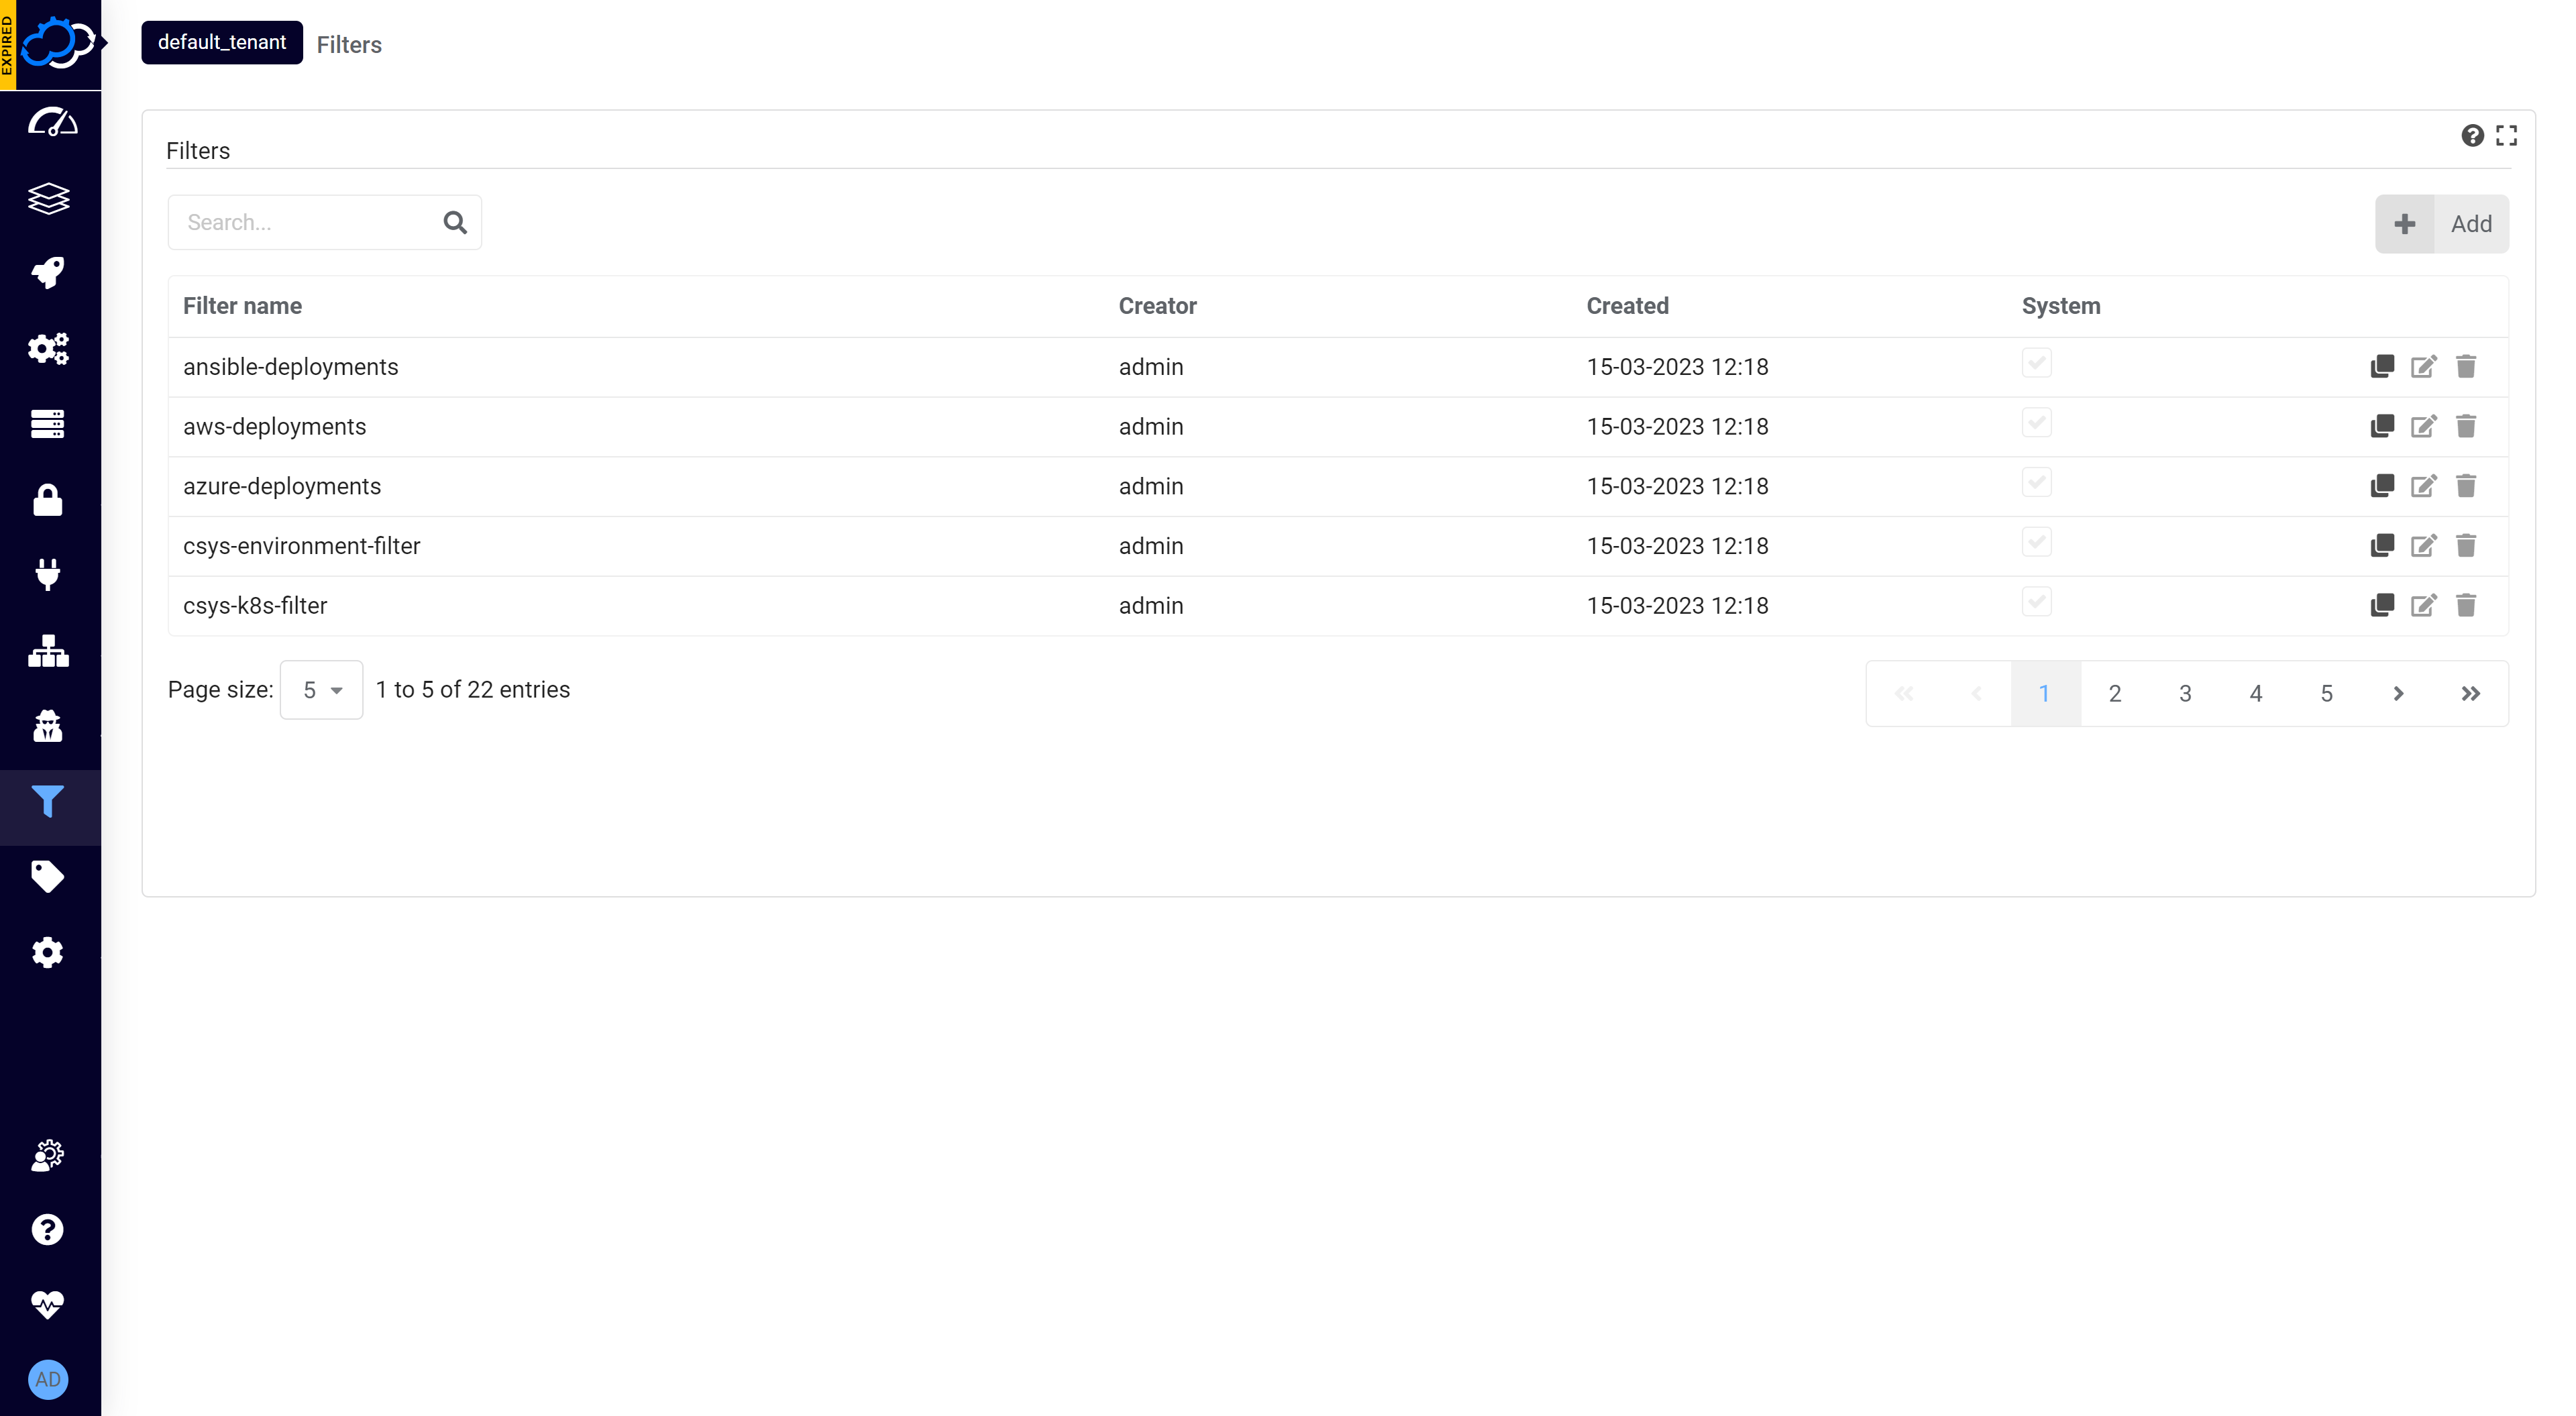 EXPIRED
default_tenant Filters
Filters
Search... Add
Filter name Creator Created System
ansible-deployments admin 15-03-2023 12:18
aws-deployments admin 15-03-2023 12:18
azure-deployments admin 15-03-2023 12:18
csys-environment-filter admin 15-03-2023 12:18
csys-k8s-filter admin 15-03-2023 12:18
Page size: 5 1 to 5 of 22 entries 1 2 3 4 5
AD